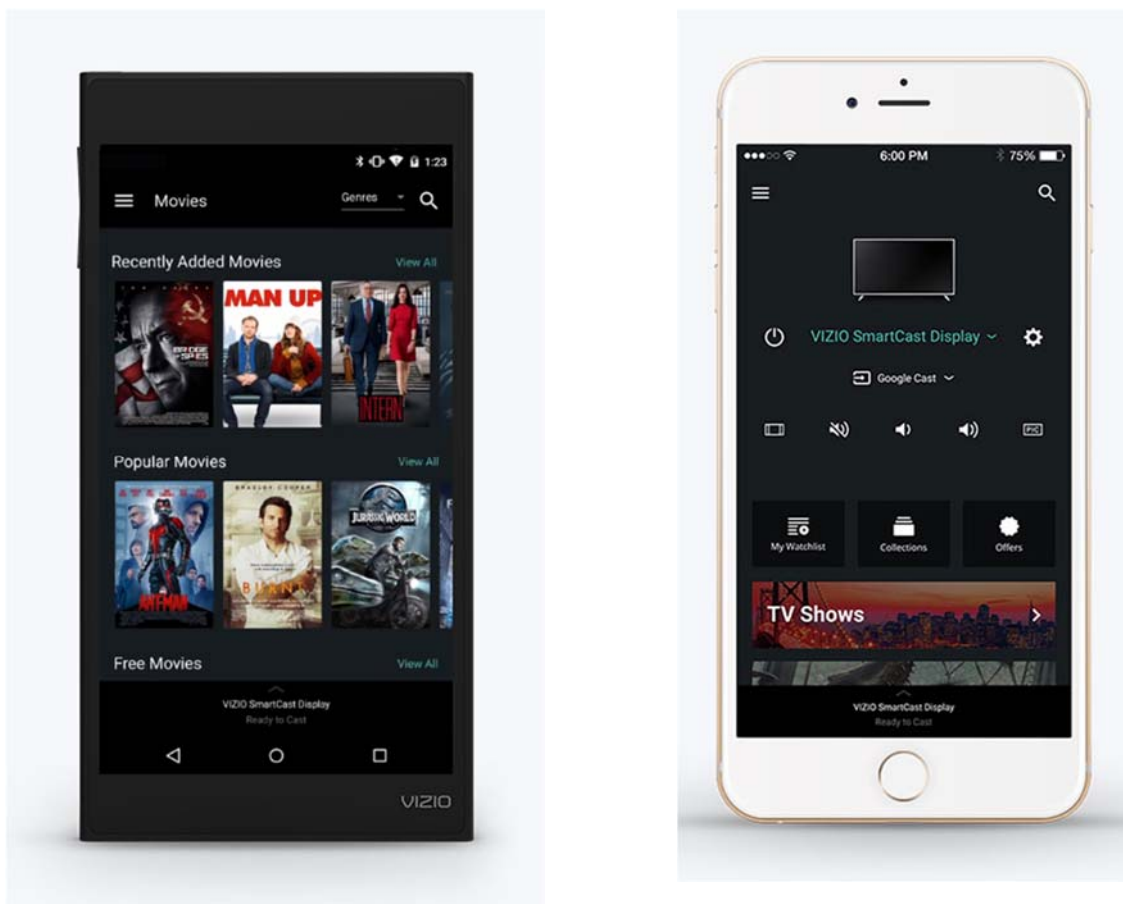 1:23
Movies
Genres
Recently Added Movies
View All
BRIDGE OF SPIES
MAN UP
INTERN
Popular Movies
View All
ANT-MAN
BRADLEY COOPER
BURNT
JURASSIC WORLD
Free Movies
View All
VIZIO SmartCast Display
Ready to Cast
VIZIO
6:00 PM
75%
VIZIO SmartCast Display
Google Cast
PIC
My Watchlist
Collections
Offers
TV Shows
VIZIO SmartCast Display
Ready to Cast